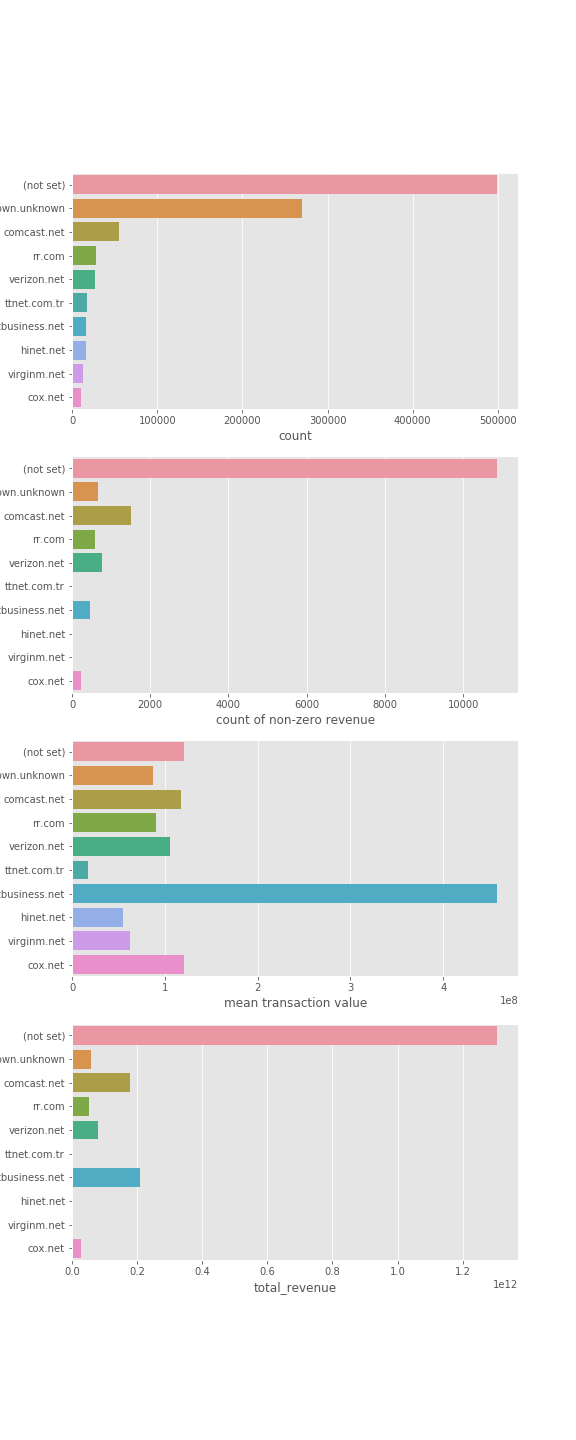 (not set)
own.unknown
comcast.net
rr.com
verizon.net
ttnet.com.tr
tbusiness.net
hinet.net
virginm.net
cox.net
0 100000 200000 300000 400000 500000
count
(not set)
own.unknown
comcast.net
rr.com
verizon.net
ttnet.com.tr
tbusiness.net
hinet.net
virginm.net
cox.net
0 2000 4000 6000 8000 10000
count of non-zero revenue
(not set)
own.unknown
comcast.net
rr.com
verizon.net
ttnet.com.tr
tbusiness.net
hinet.net
virginm.net
cox.net
0 1 2 3 4
1e8
mean transaction value
(not set)
own.unknown
comcast.net
rr.com
verizon.net
ttnet.com.tr
tbusiness.net
hinet.net
virginm.net
cox.net
0.0 0.2 0.4 0.6 0.8 1.0 1.2
1e12
total_revenue